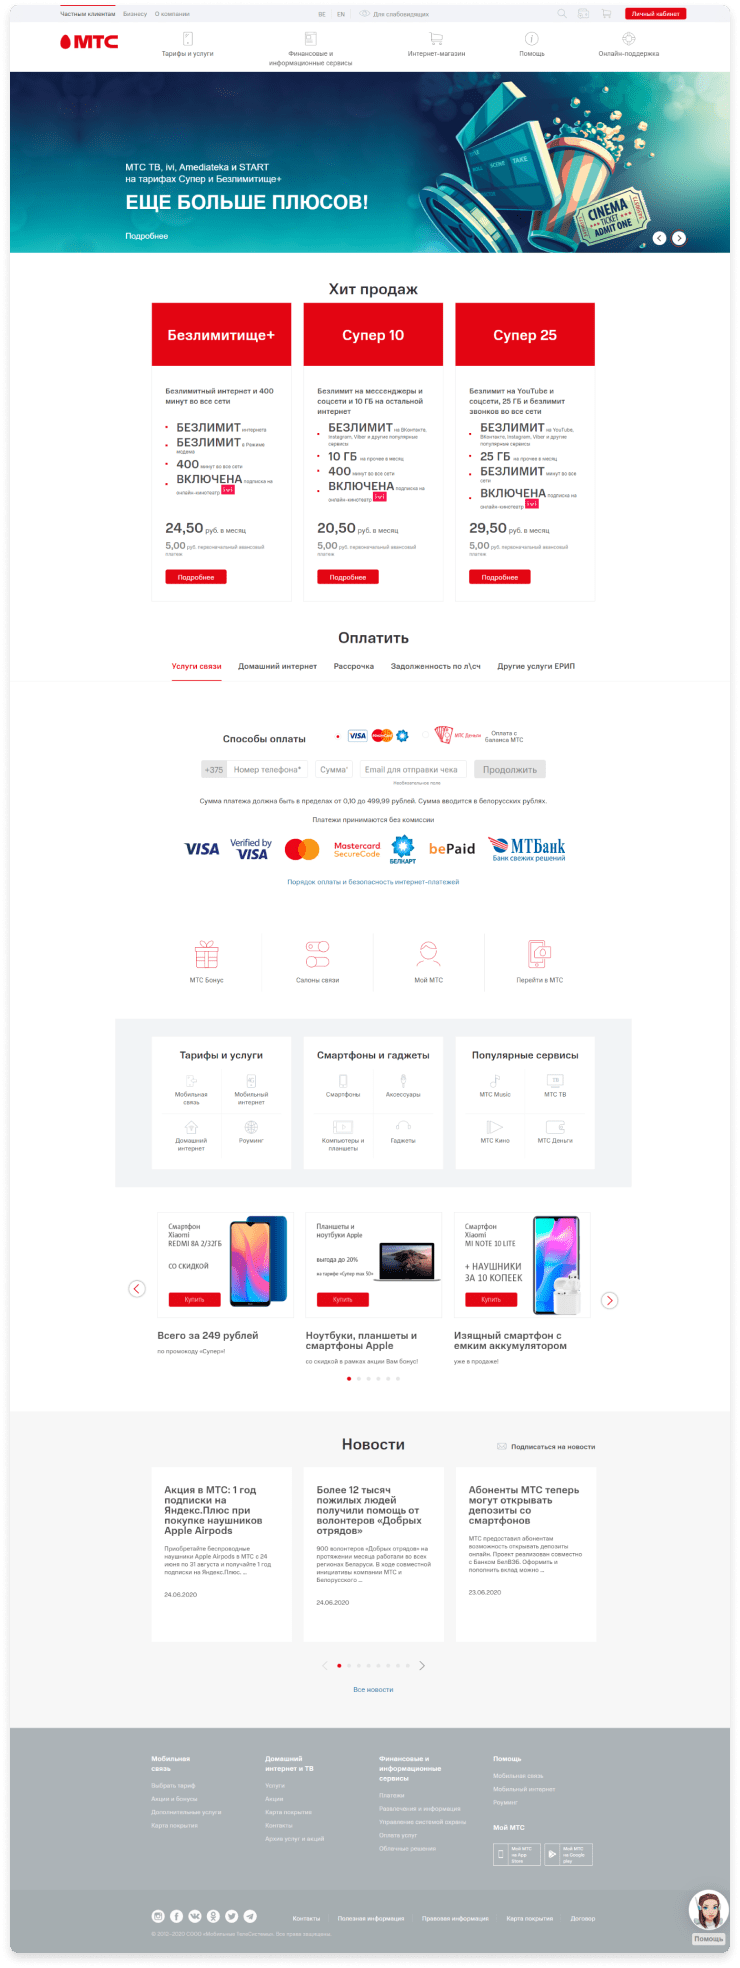 Частным клиентам Бизнесу О компании BE EN Для слабовидящих Личный кабинет
МТС
Тарифы и услуги
Финансовые и
информационные сервисы
Интернет-магазин
Помощь
Онлайн-поддержка
МТС ТВ, ivi, Amediateka и START
на тарифах Супер и Безлимитище+
ЕЩЕ БОЛЬШЕ ПЛЮСОВ!
Подробнее
TITLE
ROLL SCENE TAKE
CINEMA
TICKET
ADMIT ONE
Хит продаж
Безлимитище+
Безлимитный интернет и 400
минут во все сети
БЕЗЛИМИТ интернета
БЕЗЛИМИТ в Режиме
модема
400 минут во все сети
ВКЛЮЧЕНА подписка на
онлайн-кинотеатр ivi
24,50 руб. в месяц
5,00 руб. первоначальный авансовый
платеж
Подробнее
Супер 10
Безлимит на мессенджеры и
соцсети и 10 ГБ на остальной
интернет
БЕЗЛИМИТ на ВКонтакте,
Instagram, Viber и другие популярные
сервисы
10 ГБ на прочее в месяц
400 минут во все сети
ВКЛЮЧЕНА подписка на
онлайн-кинотеатр ivi
20,50 руб. в месяц
5,00 руб. первоначальный авансовый
платеж
Подробнее
Супер 25
Безлимит на YouTube и
соцсети, 25 ГБ и безлимит
звонков во все сети
БЕЗЛИМИТ на YouTube,
ВКонтакте, Instagram, Viber и другие
популярные сервисы
25 ГБ на прочее в месяц
БЕЗЛИМИТ минут во все
сети
ВКЛЮЧЕНА подписка на
онлайн-кинотеатр ivi
29,50 руб. в месяц
5,00 руб. первоначальный авансовый
платеж
Подробнее
Оплатить
Услуги связи Домашний интернет Рассрочка Задолженность по л\сч Другие услуги ЕРИП
Способы оплаты VISA МТС Деньги Оплата с
баланса МТС
+375 Номер телефона* Сумма* Email для отправки чека Продолжить
Необязательное поле
Сумма платежа должна быть в пределах от 0,10 до 499,99 рублей. Сумма вводится в белорусских рублях.
Платежи принимаются без комиссии
VISA
Verified by
VISA
Mastercard
SecureCode
БЕЛКАРТ
bePaid
МТБанк
Банк свежих решений
Порядок оплаты и безопасность интернет-платежей
МТС Бонус Салоны связи Мой МТС Перейти в МТС
Тарифы и услуги
Мобильная
связь
4G
Мобильный
интернет
Домашний
интернет
Роуминг
Смартфоны и гаджеты
Смартфоны Аксессуары
Компьютеры и
планшеты
Гаджеты
Популярные сервисы
МТС Music
ТВ
МТС ТВ
МТС Кино МТС Деньги
Смартфон
Xiaomi
REDMI 8A 2/32ГБ
СО СКИДКОЙ
Купить
Всего за 249 рублей
по промокоду «Супер»!
Планшеты и
ноутбуки Apple
выгода до 20%
на тарифе «Супер max 50»
Купить
Ноутбуки, планшеты и
смартфоны Apple
со скидкой в рамках акции Вам бонус!
Смартфон
Xiaomi
MI NOTE 10 LITE
+ НАУШНИКИ
ЗА 10 КОПЕЕК
Купить
Изящный смартфон с
емким аккумулятором
уже в продаже!
Новости
Подписаться на новости
Акция в МТС: 1 год
подписки на
Яндекс.Плюс при
покупке наушников
Apple Airpods
Приобретайте беспроводные
наушники Apple Airpods в МТС с 24
июня по 31 августа и получайте 1 год
подписки на Яндекс.Плюс. ...
24.06.2020
Более 12 тысяч
пожилых людей
получили помощь от
волонтеров «Добрых
отрядов»
900 волонтеров «Добрых отрядов» на
протяжении месяца работали во всех
регионах Беларуси. В ходе совместной
инициативы компании МТС и
Белорусского ...
24.06.2020
Абоненты МТС теперь
могут открывать
депозиты со
смартфонов
МТС предоставил абонентам
возможность открывать депозиты
онлайн. Проект реализован совместно
с Банком БелВЭБ. Оформить и
пополнить вклад можно ...
23.06.2020
Все новости
Мобильная
связь
Выбрать тариф
Акции и бонусы
Дополнительные услуги
Карта покрытия
Домашний
интернет и ТВ
Услуги
Акции
Карта покрытия
Контакты
Архив услуг и акций
Финансовые и
информационные
сервисы
Платежи
Развлечения и информация
Управление системой охраны
Оплата услуг
Облачные решения
Помощь
Мобильная связь
Мобильный интернет
Роуминг
Мой МТС
Мой МТС
на App
Store
Мой МТС
на Google
play
Контакты Полезная информация Правовая информация Карта покрытия Договор
© 2012-2020 СООО «Мобильные ТелеСистемы». Все права защищены.
Помощь